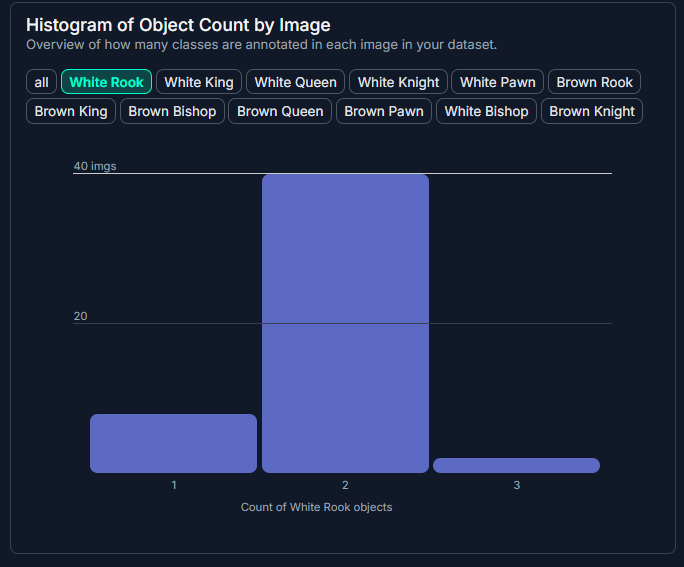 Histogram of Object Count by Image
Overview of how many classes are annotated in each image in your dataset.
all White Rook White King White Queen White Knight White Pawn Brown Rook
Brown King Brown Bishop Brown Queen Brown Pawn White Bishop Brown Knight
40 imgs
20
1 2 3
Count of White Rook objects